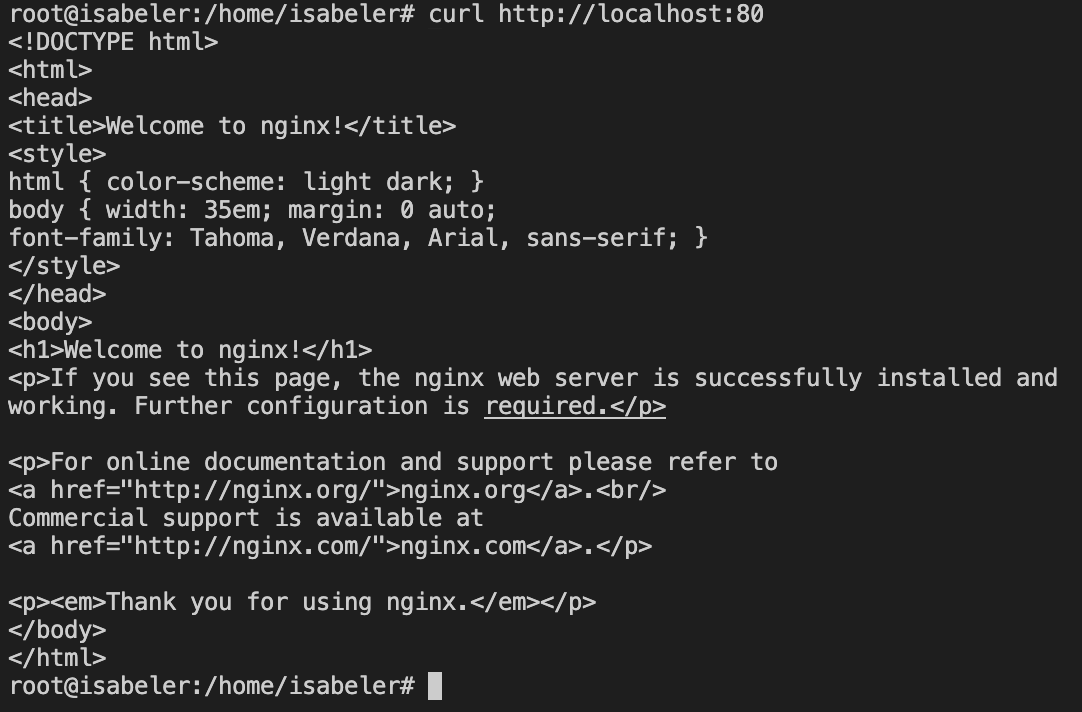 root@isabeler:/home/isabeler# curl http://localhost:80
<!DOCTYPE html>
<html>
<head>
<title>Welcome to nginx!</title>
<style>
html { color-scheme: light dark; }
body { width: 35em; margin: 0 auto;
font-family: Tahoma, Verdana, Arial, sans-serif; }
</style>
</head>
<body>
<h1>Welcome to nginx!</h1>
<p>If you see this page, the nginx web server is successfully installed and
working. Further configuration is required.</p>

<p>For online documentation and support please refer to
<a href="http://nginx.org/">nginx.org</a>.<br/>
Commercial support is available at
<a href="http://nginx.com/">nginx.com</a>.</p>

<p><em>Thank you for using nginx.</em></p>
</body>
</html>
root@isabeler:/home/isabeler#